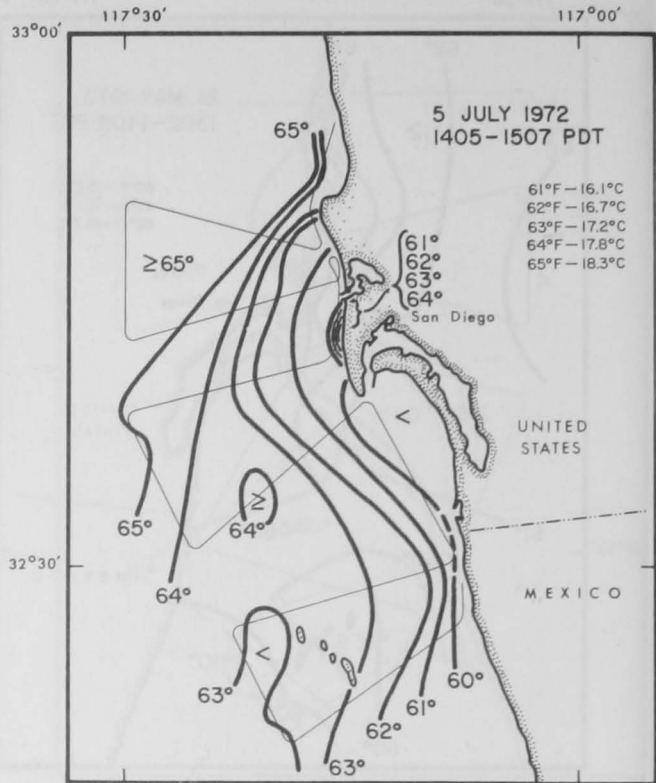 117°30' 117°00'
33°00'
5 JULY 1972
1405-1507 PDT
65°
61°F-16.1°C
62°F-16.7°C
63°F-17.2°C
64°F-17.8°C
65°F-18.3°C
≥65°
61°
62°
63°
64°
San Diego
<
UNITED
STATES
≥
64°
65°
32°30'
64°
MEXICO
<
63°
60°
61°
62°
63°